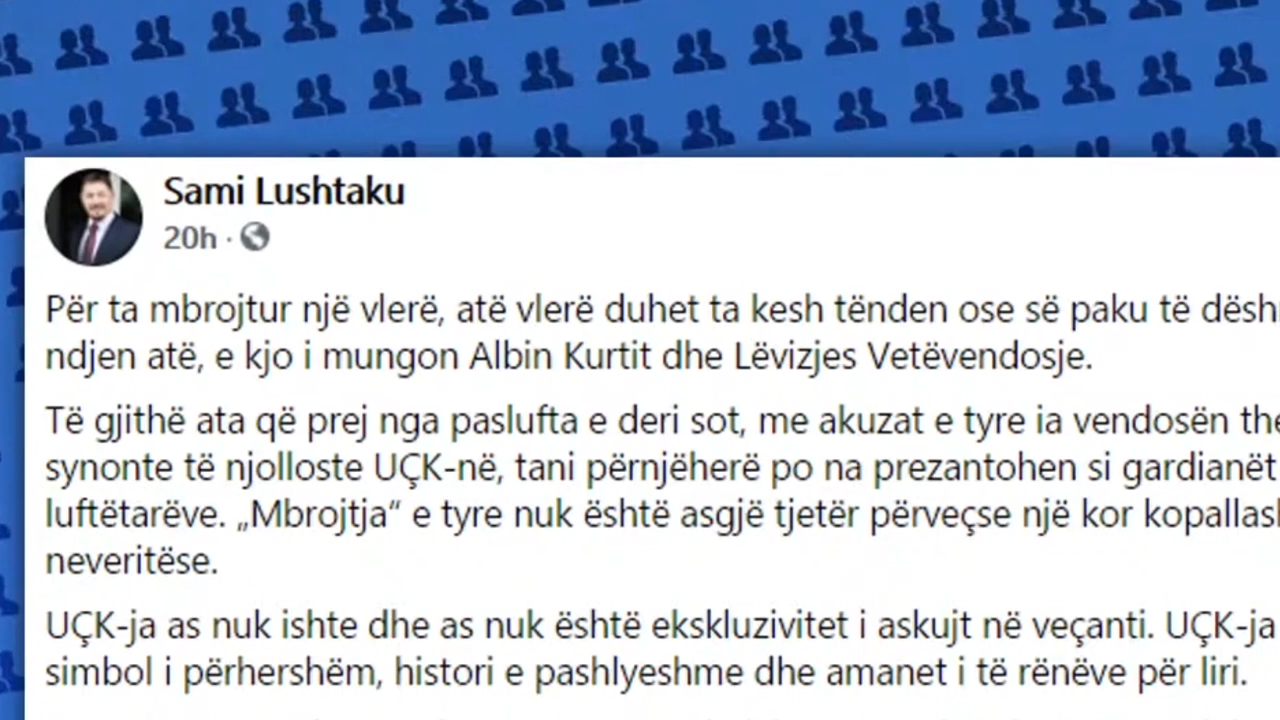 Sami Lushtaku
20h ·
Për ta mbrojtur një vlerë, atë vlerë duhet ta kesh tënden ose së paku të
ndjen atë, e kjo i mungon Albin Kurtit dhe Lëvizjes Vetëvendosje.
Të gjithë ata që prej nga paslufta e deri sot, me akuzat e tyre ia vendosën
synonte të njolloste UÇK-në, tani përnjëherë po na prezantohen si gardianët
luftëtarëve. „Mbrojtja“ e tyre nuk është asgjë tjetër përveçse një kor
neveritëse.
UÇK-ja as nuk ishte dhe as nuk është ekskluzivitet i askujt në veçanti. UÇK-ja
simbol i përhershëm, histori e pashlyeshme dhe amanet i të rënëve për liri.